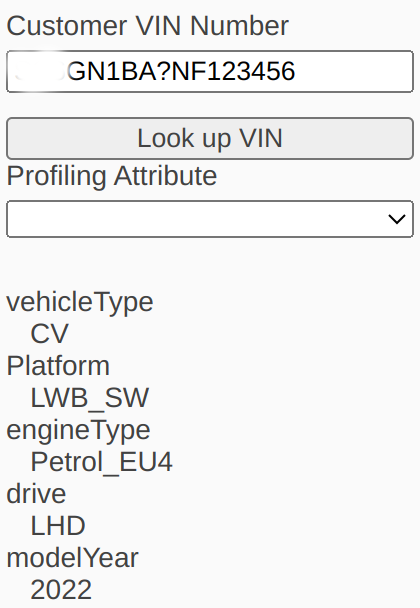 Customer VIN Number
GN1BA?NF123456
Look up VIN
Profiling Attribute
vehicleType
CV
Platform
LWB_SW
engineType
Petrol_EU4
drive
LHD
modelYear
2022